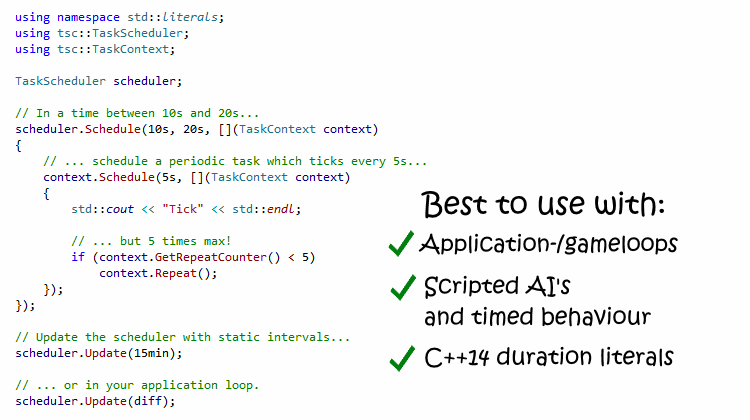 using namespace std::literals;
using tsc::TaskScheduler;
using tsc::TaskContext;

TaskScheduler scheduler;

// In a time between 10s and 20s...
scheduler.Schedule(10s, 20s, [](TaskContext context)
{
    // ... schedule a periodic task which ticks every 5s...
    context.Schedule(5s, [](TaskContext context)
    {
        std::cout << "Tick" << std::endl;

        // ... but 5 times max!
        if (context.GetRepeatCounter() < 5)
            context.Repeat();
    });
});

// Update the scheduler with static intervals...
scheduler.Update(15min);

// ... or in your application loop.
scheduler.Update(diff);

Best to use with:
Application-/gameloops
Scripted AI's
and timed behaviour
C++14 duration literals